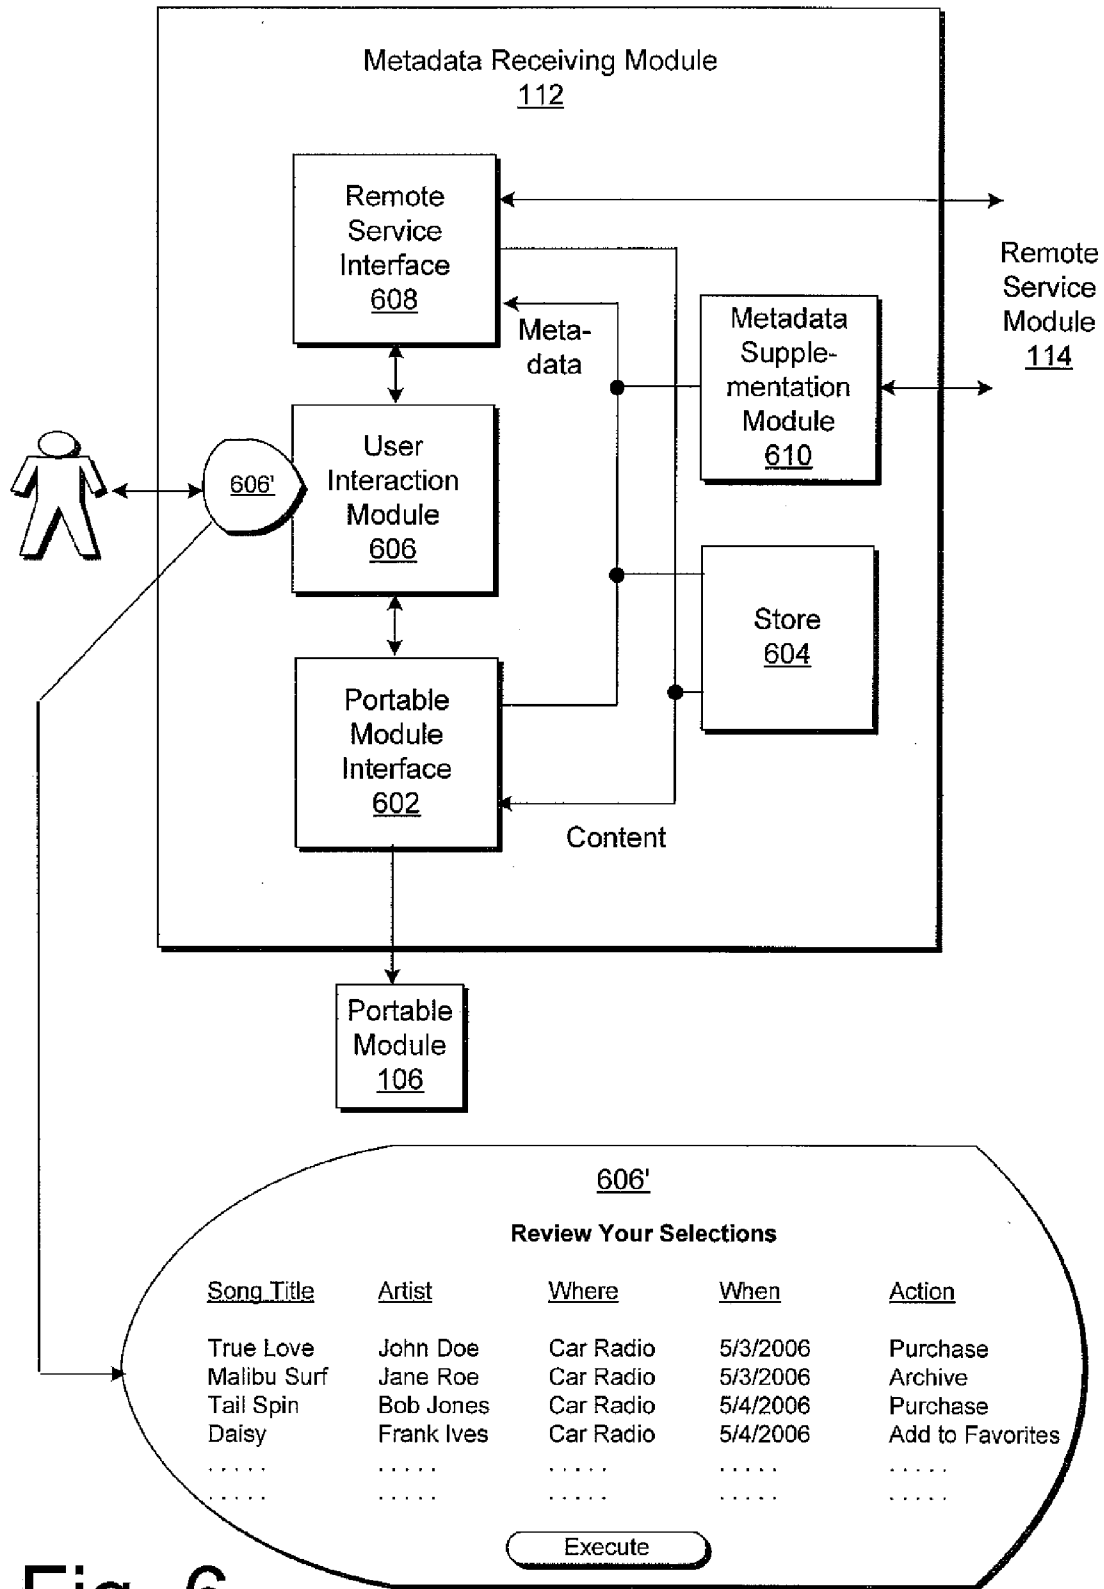 Metadata Receiving Module
112
Remote
Service
Interface
608
Remote
Service
Module
114
Meta-
data
Metadata
Supple-
mentation
Module
610
User
Interaction
Module
606
606'
Store
604
Portable
Module
Interface
602
Content
Portable
Module
106
606'
Review Your Selections
Song Title Artist Where When Action
True Love John Doe Car Radio 5/3/2006 Purchase
Malibu Surf Jane Roe Car Radio 5/3/2006 Archive
Tail Spin Bob Jones Car Radio 5/4/2006 Purchase
Daisy Frank Ives Car Radio 5/4/2006 Add to Favorites
. . . . . . . . . . . . . . . . . . . . . . . . .
. . . . . . . . . . . . . . . . . . . . . . . . .
Execute
Fig. 6